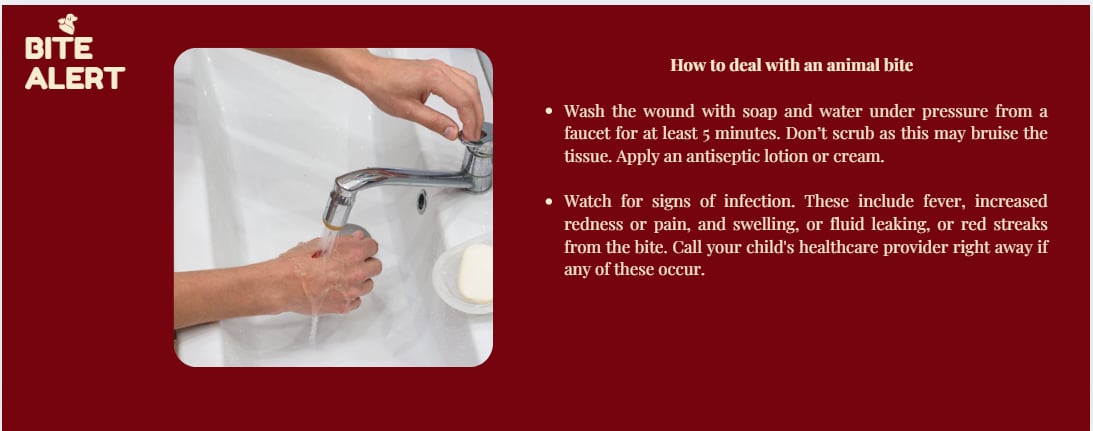 BITE
ALERT
How to deal with an animal bite
• Wash the wound with soap and water under pressure from a
faucet for at least 5 minutes. Don’t scrub as this may bruise the
tissue. Apply an antiseptic lotion or cream.
• Watch for signs of infection. These include fever, increased
redness or pain, and swelling, or fluid leaking, or red streaks
from the bite. Call your child's healthcare provider right away if
any of these occur.